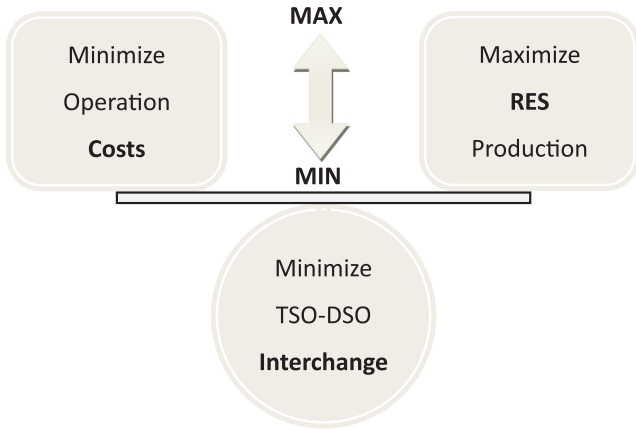 Minimize
Operation
Costs
MAX
MIN
Maximize
RES
Production
Minimize
TSO-DSO
Interchange